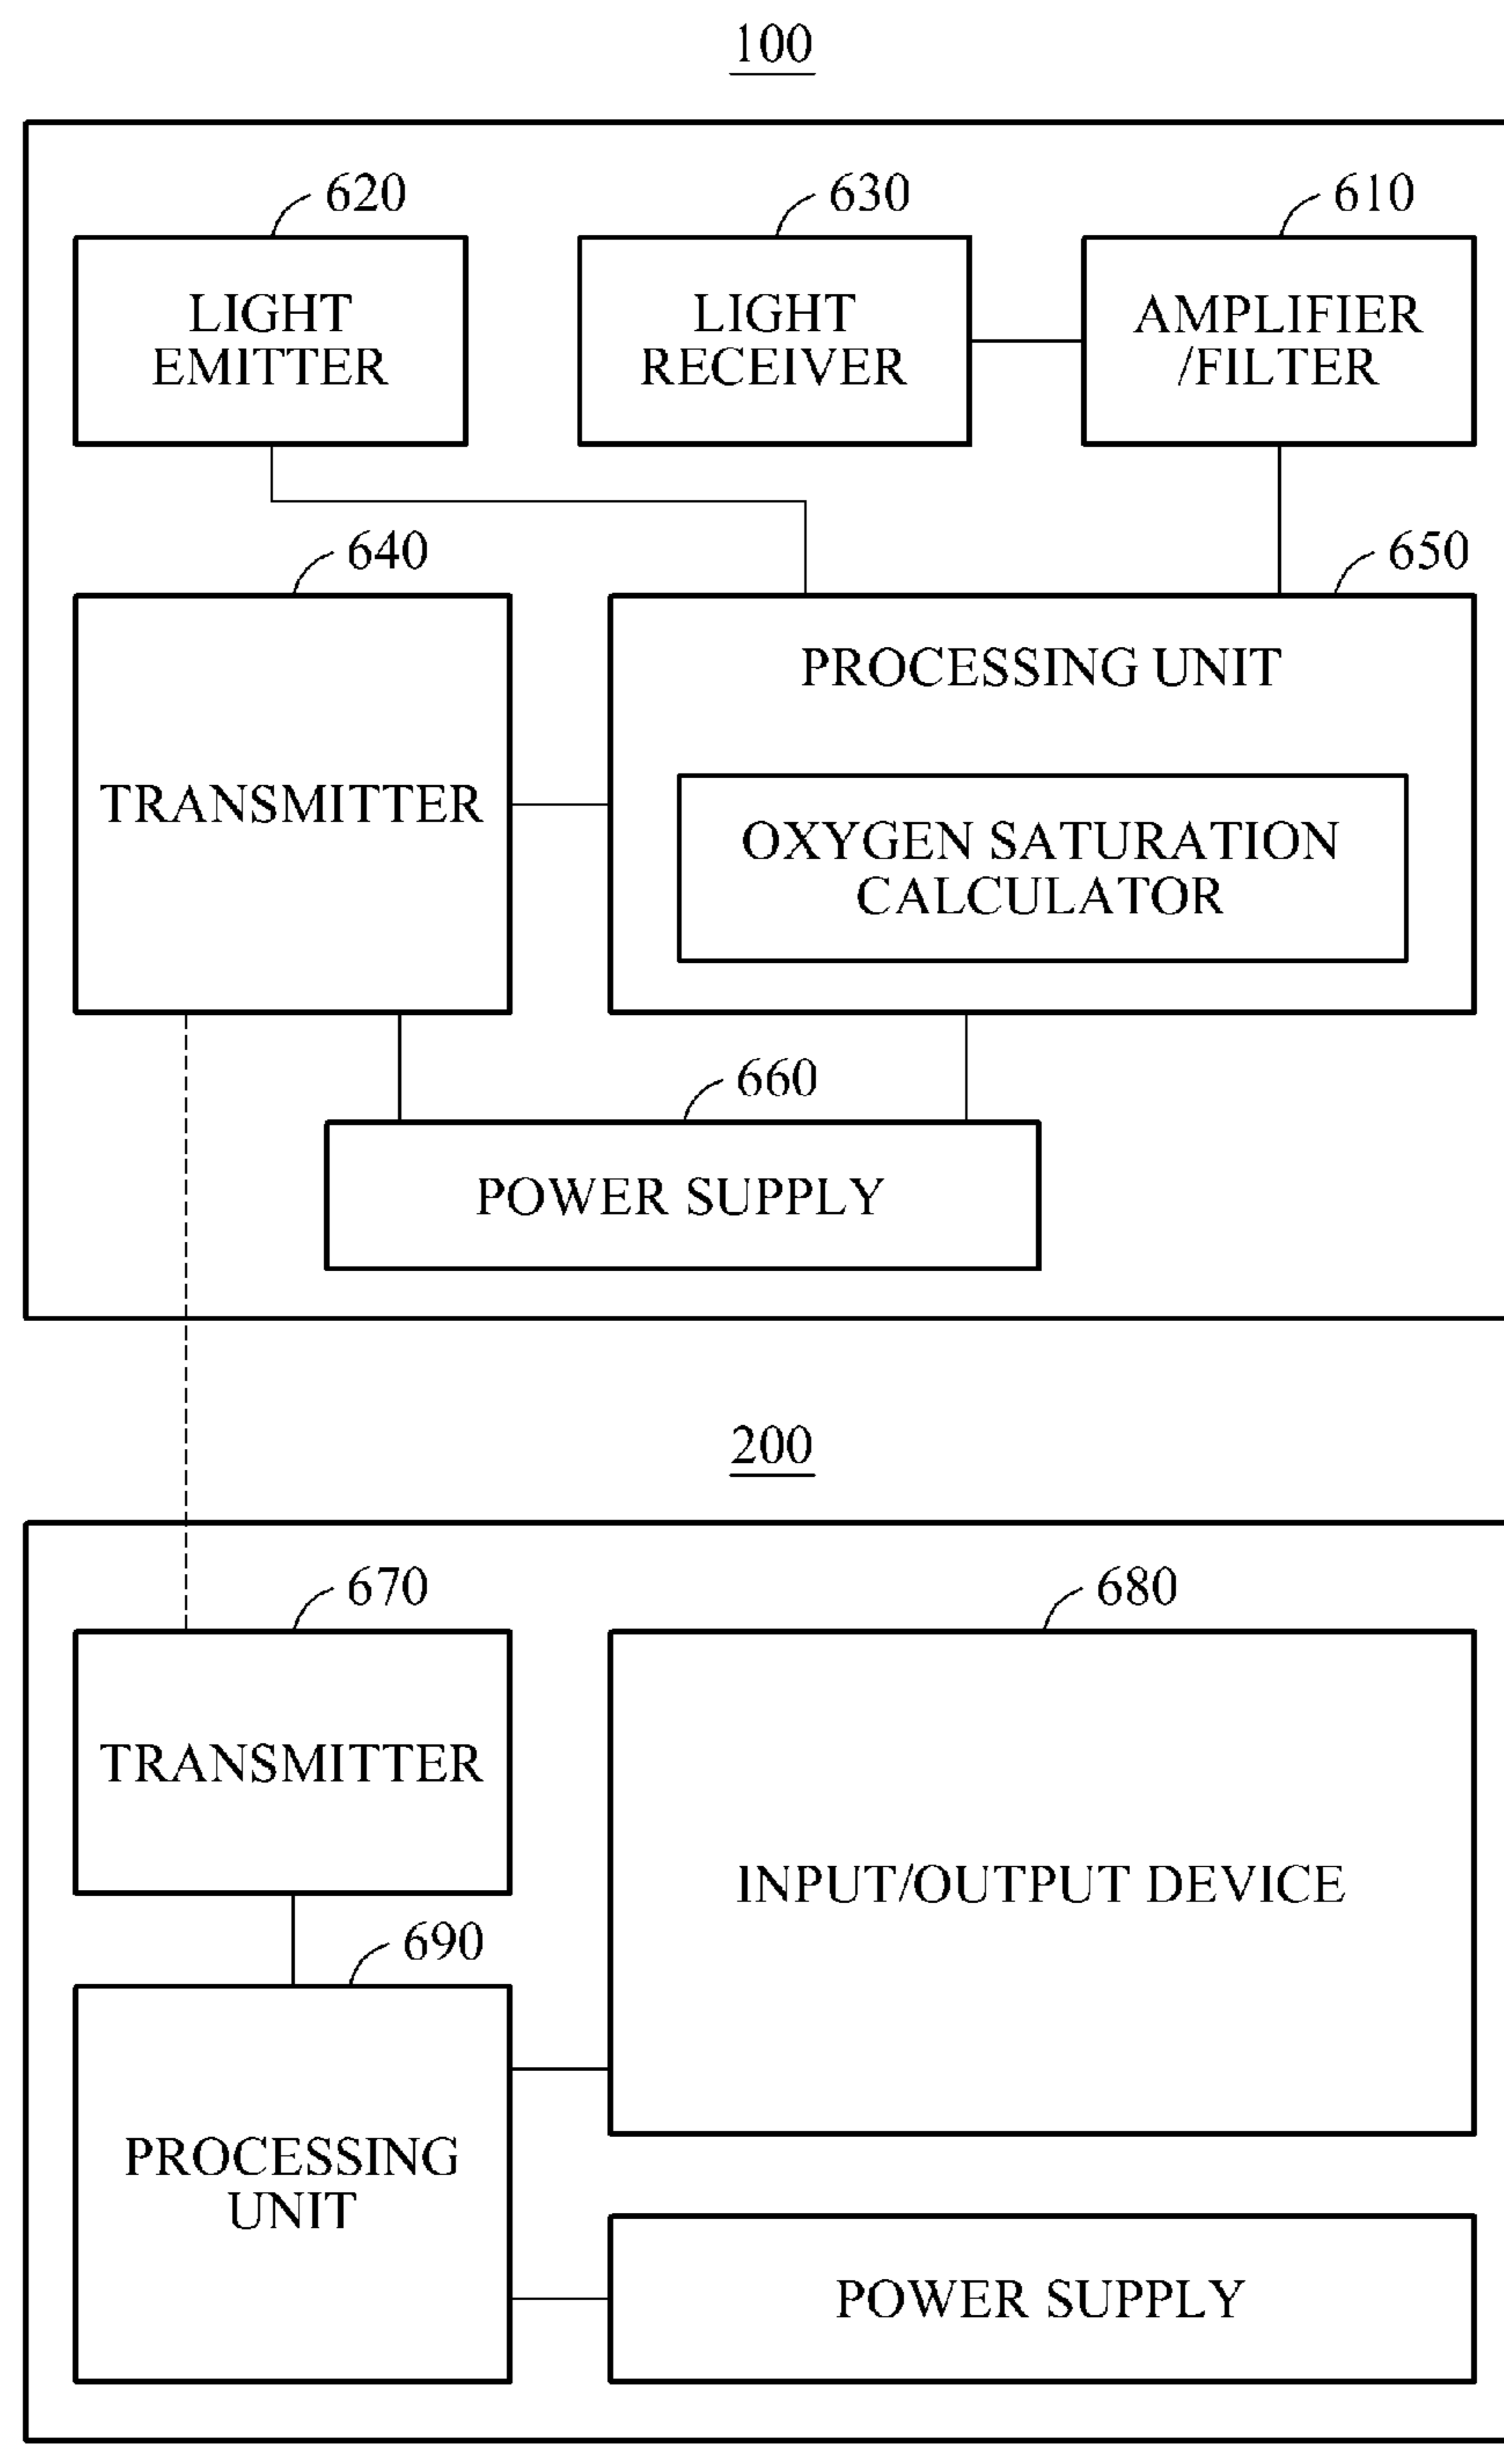 100
620
630
610
LIGHT
EMITTER
LIGHT
RECEIVER
AMPLIFIER
/FILTER
640
650
TRANSMITTER
PROCESSING UNIT
OXYGEN SATURATION
CALCULATOR
660
POWER SUPPLY
200
670
680
TRANSMITTER
INPUT/OUTPUT DEVICE
690
PROCESSING
UNIT
POWER SUPPLY